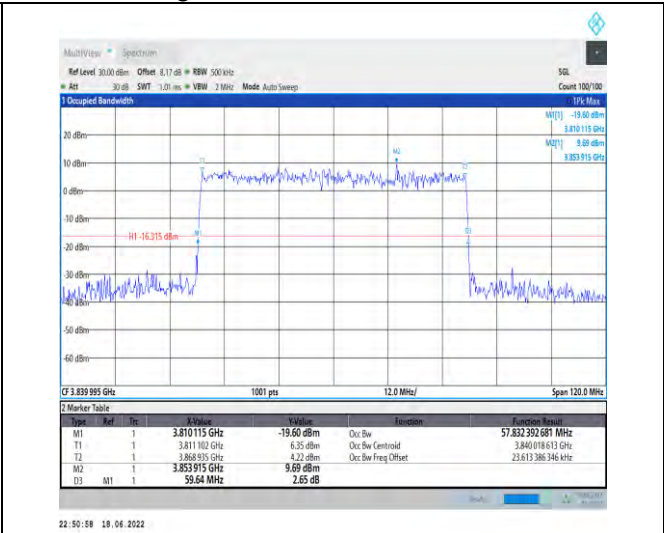 MultiView Spectrum
Ref Level 30.00 dBm Offset 8.17 dB RBW 500 kHz SGL
Att 30 dB SWT 1.01 ms VBW 2 MHz Mode Auto Sweep Count 100/100
1 Occupied Bandwidth 1Pk Max
M1[1] -19.60 dBm
3.810 115 GHz
M2[1] 9.69 dBm
3.853 915 GHz
20 dBm
M2
T1
T2
10 dBm
0 dBm
-10 dBm
H1 -16.315 dBm
M1
D3
-20 dBm
-30 dBm
-40 dBm
-50 dBm
-60 dBm
CF 3.839 995 GHz 1001 pts 12.0 MHz/ Span 120.0 MHz
2 Marker Table
Type Ref Trc X-Value Y-Value Function Function Result
M1 1 3.810 115 GHz -19.60 dBm Occ Bw 57.832 392 681 MHz
T1 1 3.811 102 GHz 6.35 dBm Occ Bw Centroid 3.840 018 613 GHz
T2 1 3.868 935 GHz 4.22 dBm Occ Bw Freq Offset 23.613 386 346 kHz
M2 1 3.853 915 GHz 9.69 dBm
D3 M1 1 59.64 MHz 2.65 dB
22:50:58 18.06.2022